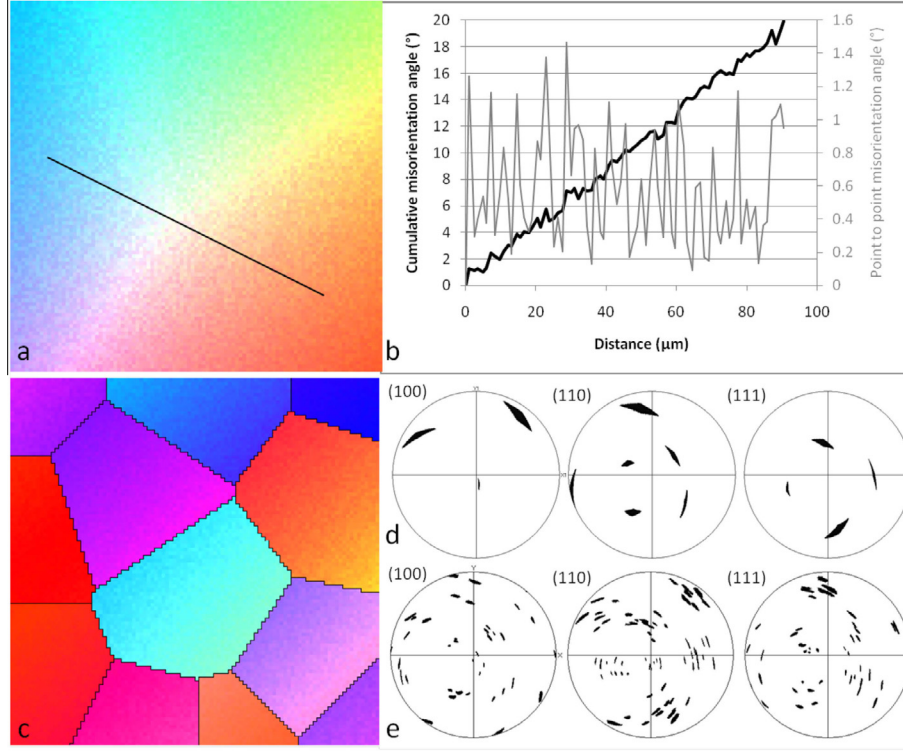 a
20
18
16
14
12
10
8
6
4
2
0
Cumulative misorientation angle (°)
1.6
1.4
1.2
1
0.8
0.6
0.4
0.2
0
Point to point misorientation angle (°)
0 20 40 60 80 100
Distance (µm)
b
c
(100) (110) (111)
d
(100) (110) (111)
Y
X
e